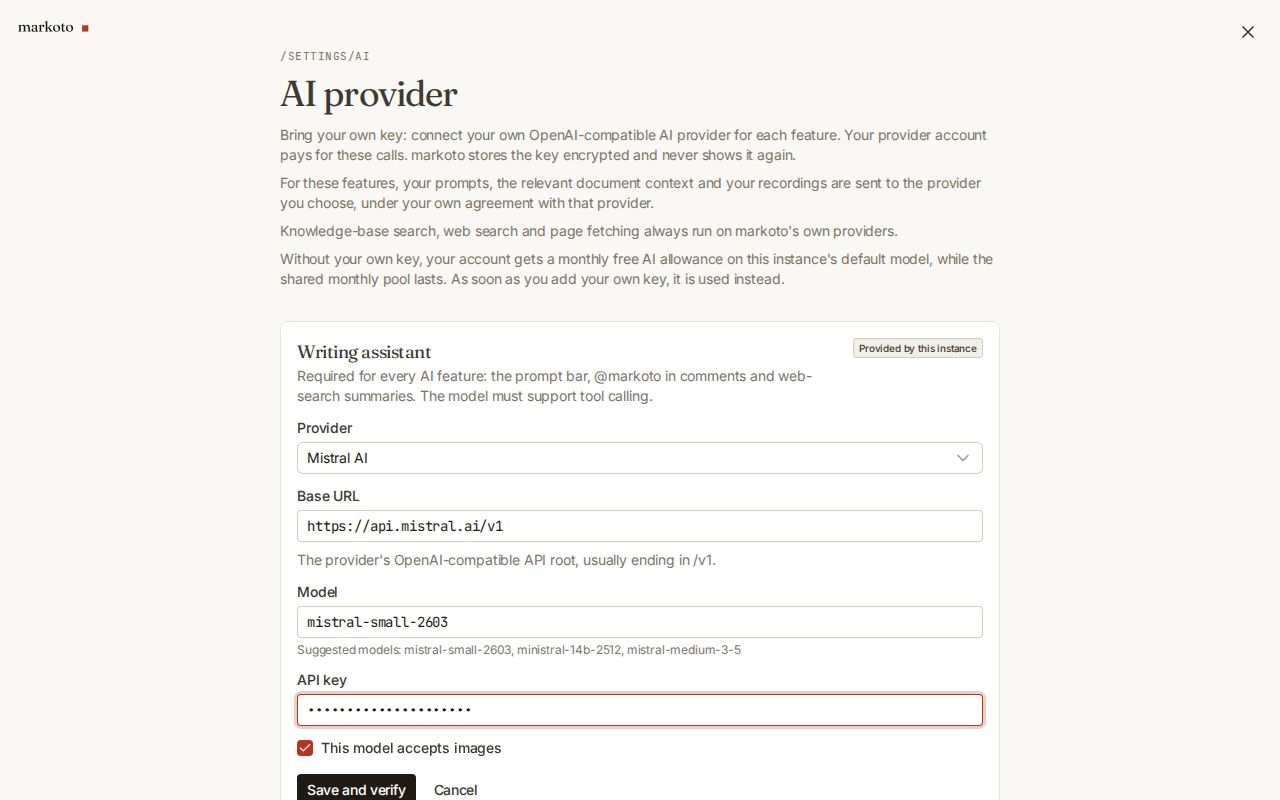 markoto
/SETTINGS/AI
AI provider
Bring your own key: connect your own OpenAI-compatible AI provider for each feature. Your provider account
pays for these calls. markoto stores the key encrypted and never shows it again.
For these features, your prompts, the relevant document context and your recordings are sent to the provider
you choose, under your own agreement with that provider.
Knowledge-base search, web search and page fetching always run on markoto's own providers.
Without your own key, your account gets a monthly free AI allowance on this instance's default model, while the
shared monthly pool lasts. As soon as you add your own key, it is used instead.
Writing assistant
Provided by this instance
Required for every AI feature: the prompt bar, @markoto in comments and web-
search summaries. The model must support tool calling.
Provider
Mistral AI
Base URL
https://api.mistral.ai/v1
The provider's OpenAI-compatible API root, usually ending in /v1.
Model
mistral-small-2603
Suggested models: mistral-small-2603, ministral-14b-2512, mistral-medium-3-5
API key
•••••••••••••••••••••
This model accepts images
Save and verify
Cancel